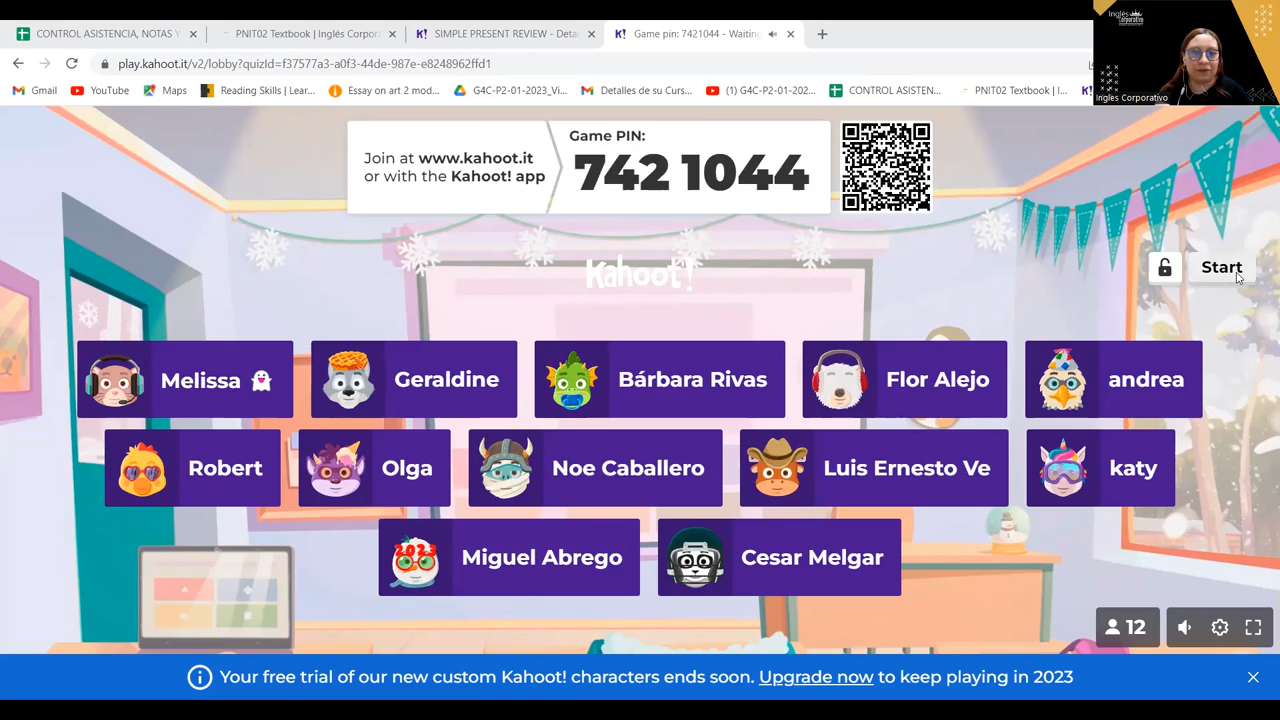 CONTROL ASISTENCIA, NOTAS Y
PNIT02 Textbook | Inglés Corpor
K! SIMPLE PRESENT REVIEW - Deta
K! Game pin: 7421044 - Waiting
play.kahoot.it/v2/lobby?quizId=f37577a3-a0f3-44de-987e-e8248962ffd1
Gmail
YouTube
Maps
Reading Skills | Lear...
Essay on art 2 mod...
G4C-P2-01-2023_Vi...
Detalles de su Curs...
(1) G4C-P2-01-202...
CONTROL ASISTEN...
PNIT02 Textbook | I...
K!
Inglés
Corporativo
Ingles Corporativo
Join at www.kahoot.it
or with the Kahoot! app
Game PIN:
742 1044
Kahoot!
Start
Melissa 👻
Geraldine
Bárbara Rivas
Flor Alejo
andrea
Robert
Olga
Noe Caballero
Luis Ernesto Ve
katy
2023
Miguel Abrego
Cesar Melgar
12
Your free trial of our new custom Kahoot! characters ends soon. Upgrade now to keep playing in 2023